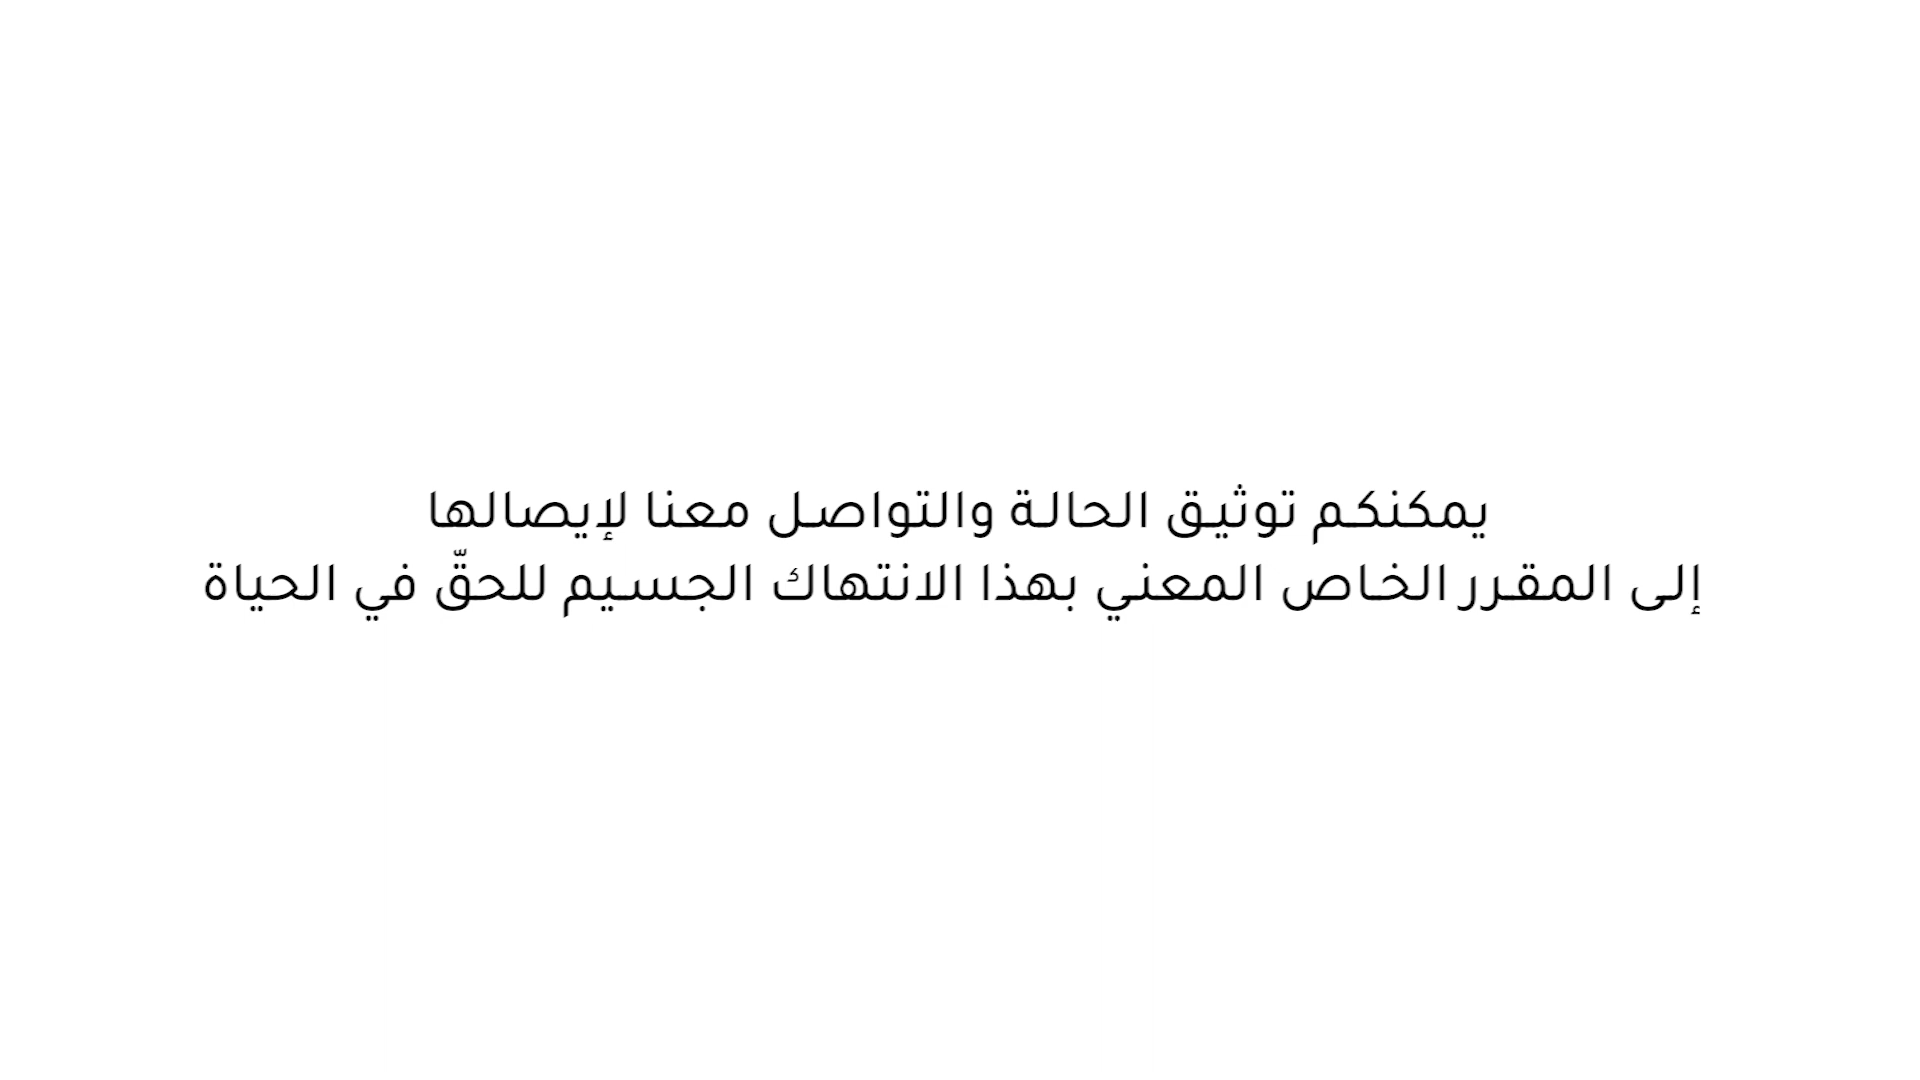 يمكنكم توثيق الحالة والتواصل معنا لإيصالها
إلى المقرر الخاص المعني بهذا الانتهاك الجسيم للحقّ في الحياة